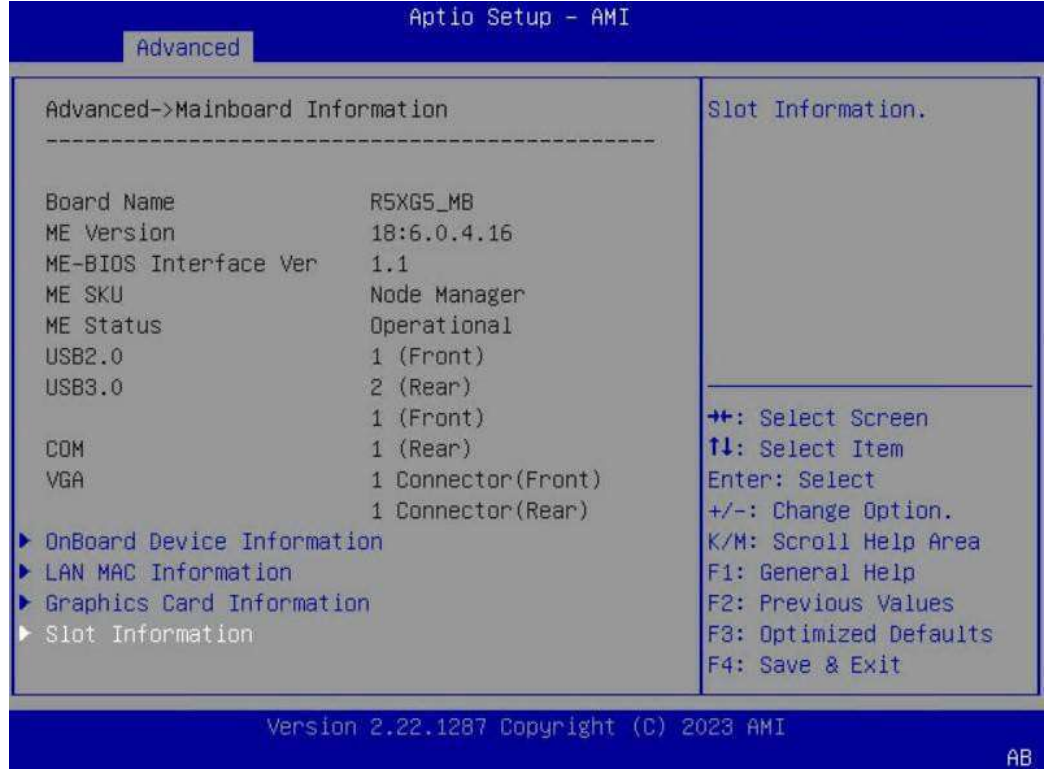 Aptio Setup – AMI
Advanced
Advanced->Mainboard Information
-----------------------------------------------
Board Name R5XG5_MB
ME Version 18:6.0.4.16
ME-BIOS Interface Ver 1.1
ME SKU Node Manager
ME Status Operational
USB2.0 1 (Front)
USB3.0 2 (Rear)
1 (Front)
COM 1 (Rear)
VGA 1 Connector(Front)
1 Connector(Rear)
▶ OnBoard Device Information
▶ LAN MAC Information
▶ Graphics Card Information
▶ Slot Information
Slot Information.
→←: Select Screen
↑↓: Select Item
Enter: Select
+/-: Change Option.
K/M: Scroll Help Area
F1: General Help
F2: Previous Values
F3: Optimized Defaults
F4: Save & Exit
Version 2.22.1287 Copyright (C) 2023 AMI
AB